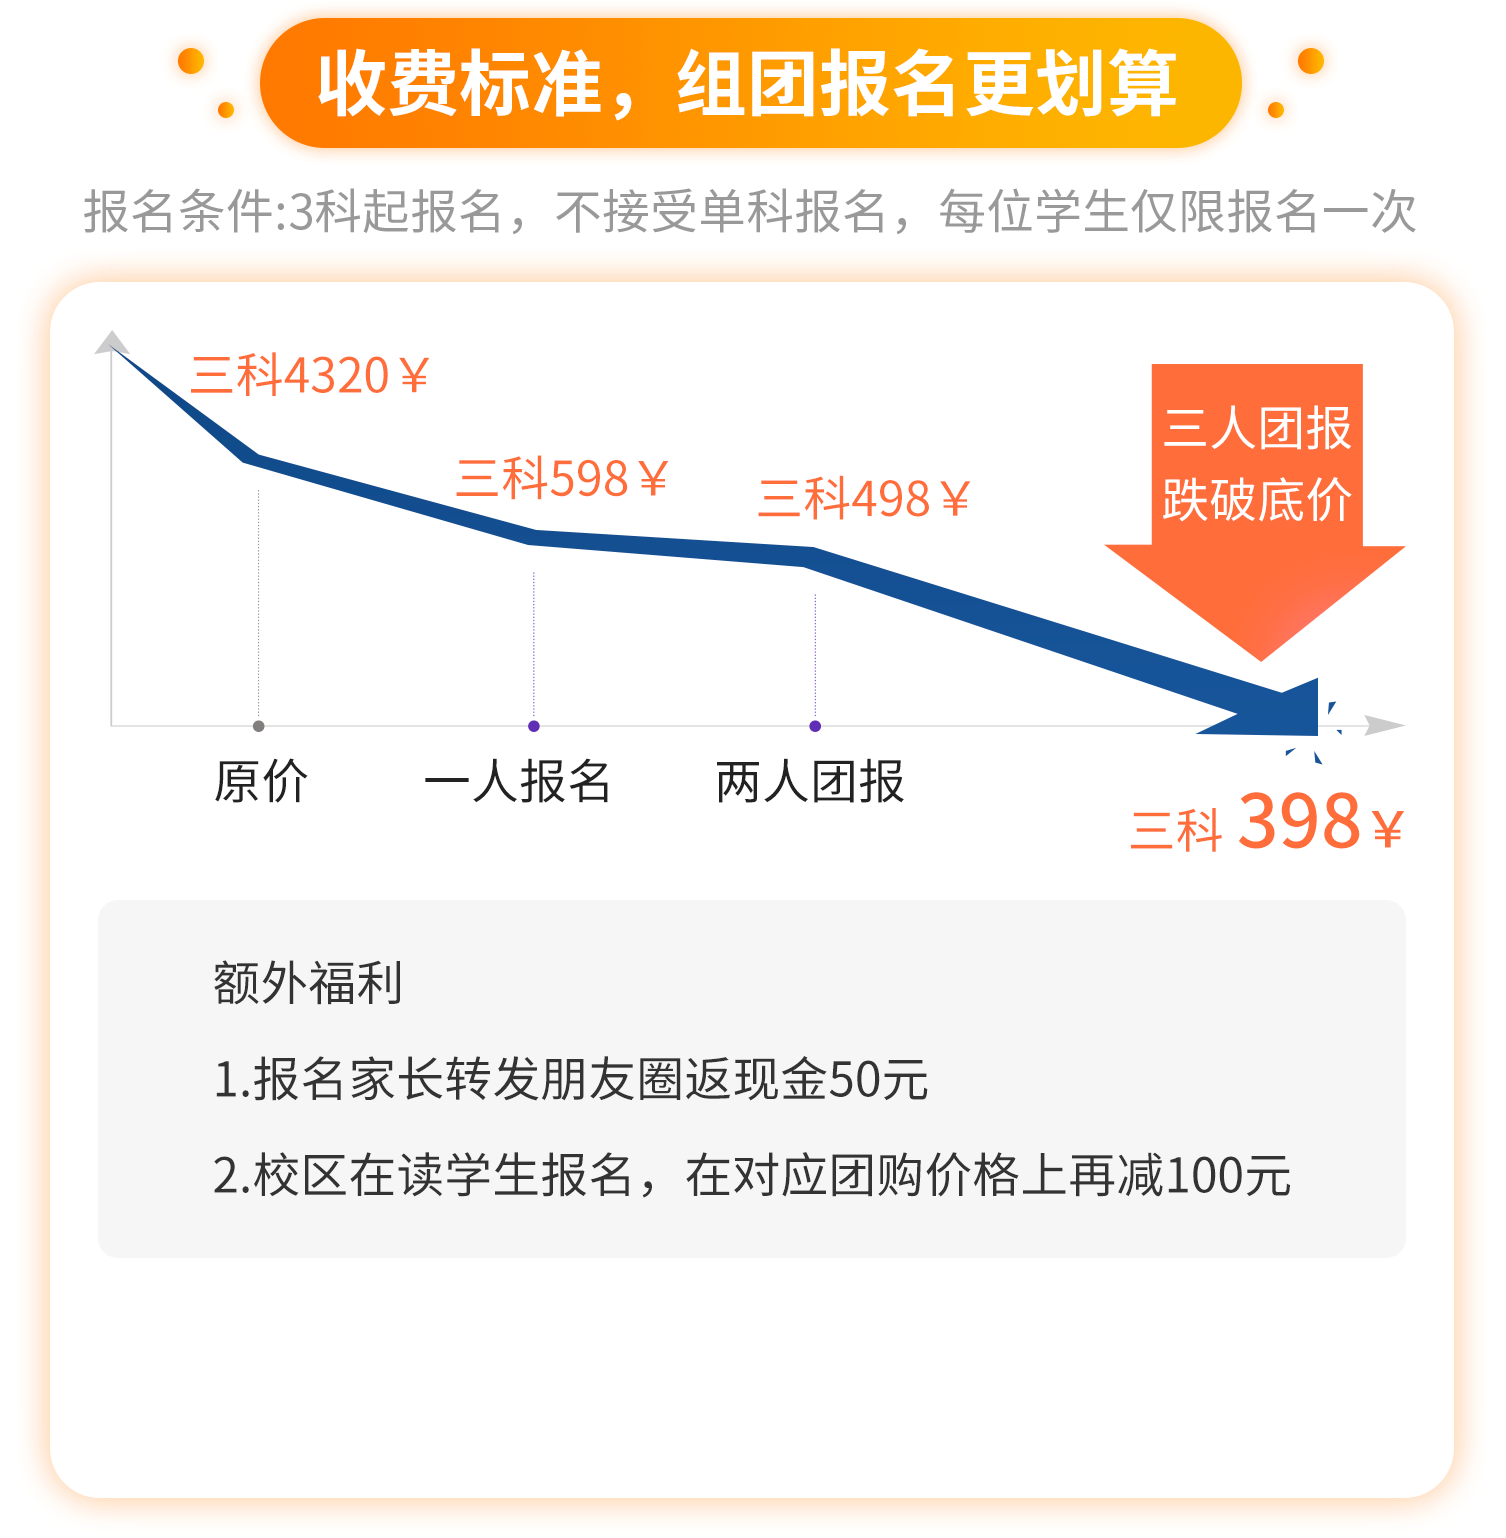 收费标准，组团报名更划算
报名条件:3科起报名，不接受单科报名，每位学生仅限报名一次
三科4320￥
三科598￥
三科498￥
三人团报
跌破底价
原价
一人报名
两人团报
三科 398￥
额外福利
1.报名家长转发朋友圈返现金50元
2.校区在读学生报名，在对应团购价格上再减100元